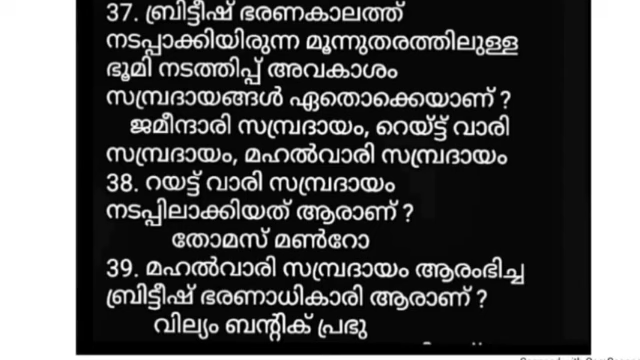 37. ബ്രിട്ടീഷ് ഭരണകാലത്ത്
നടപ്പാക്കിയിരുന്ന മൂന്നുതരത്തിലുള്ള
ഭൂമി നടത്തിപ്പ് അവകാശം
സമ്പ്രദായങ്ങൾ ഏതൊക്കെയാണ് ?
ജമീന്ദാരി സമ്പ്രദായം, റെയ്ട്ട് വാരി
സമ്പ്രദായം, മഹൽവാരി സമ്പ്രദായം
38. റയട്ട് വാരി സമ്പ്രദായം
നടപ്പിലാക്കിയത് ആരാണ് ?
തോമസ് മൺറോ
39. മഹൽവാരി സമ്പ്രദായം ആരംഭിച്ച
ബ്രിട്ടീഷ് ഭരണാധികാരി ആരാണ് ?
വില്യം ബന്റിക് പ്രഭു